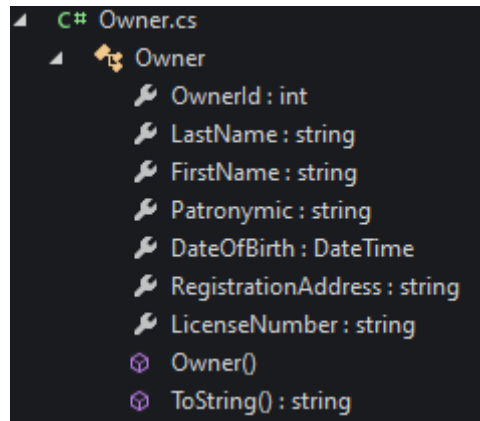 C# Owner.cs
Owner
OwnerId : int
LastName : string
FirstName : string
Patronymic : string
DateOfBirth : DateTime
RegistrationAddress : string
LicenseNumber : string
Owner()
ToString() : string